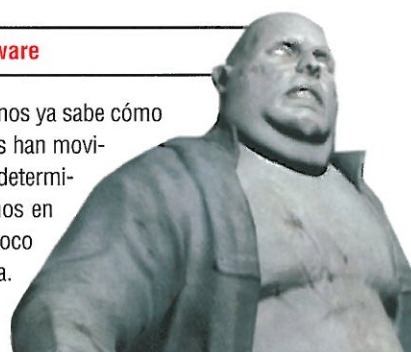 ware
nos ya sabe cómo
s han movi-
determi-
nos en
oco
a.